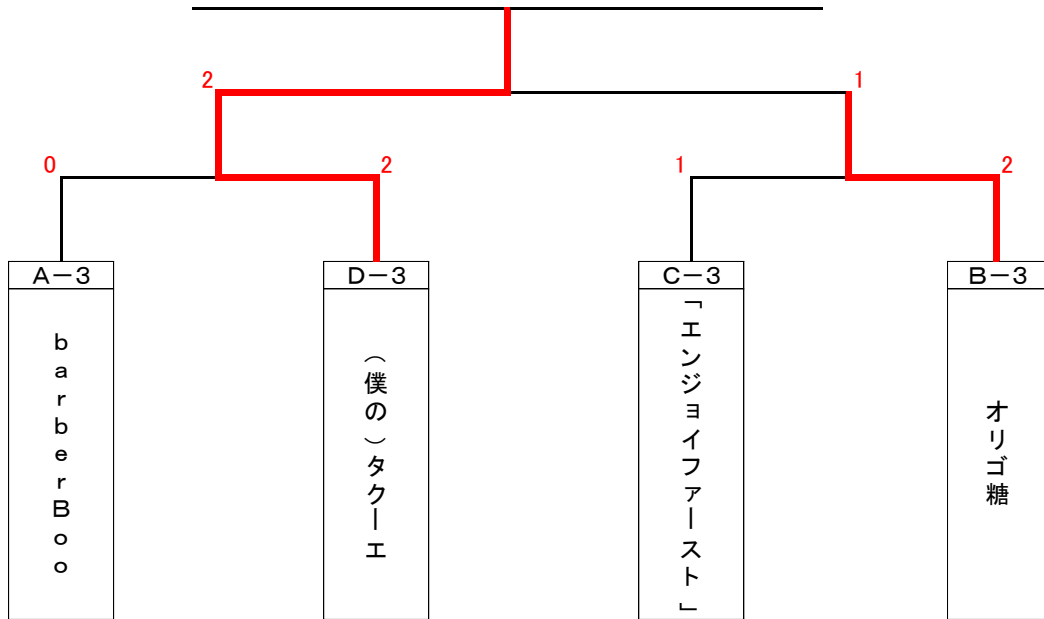 2
1
0
2
1
2
A-3
D-3
C-3
B-3
barberBoo
(僕の)タクーエ
「エンジョイファースト」
オリゴ糖